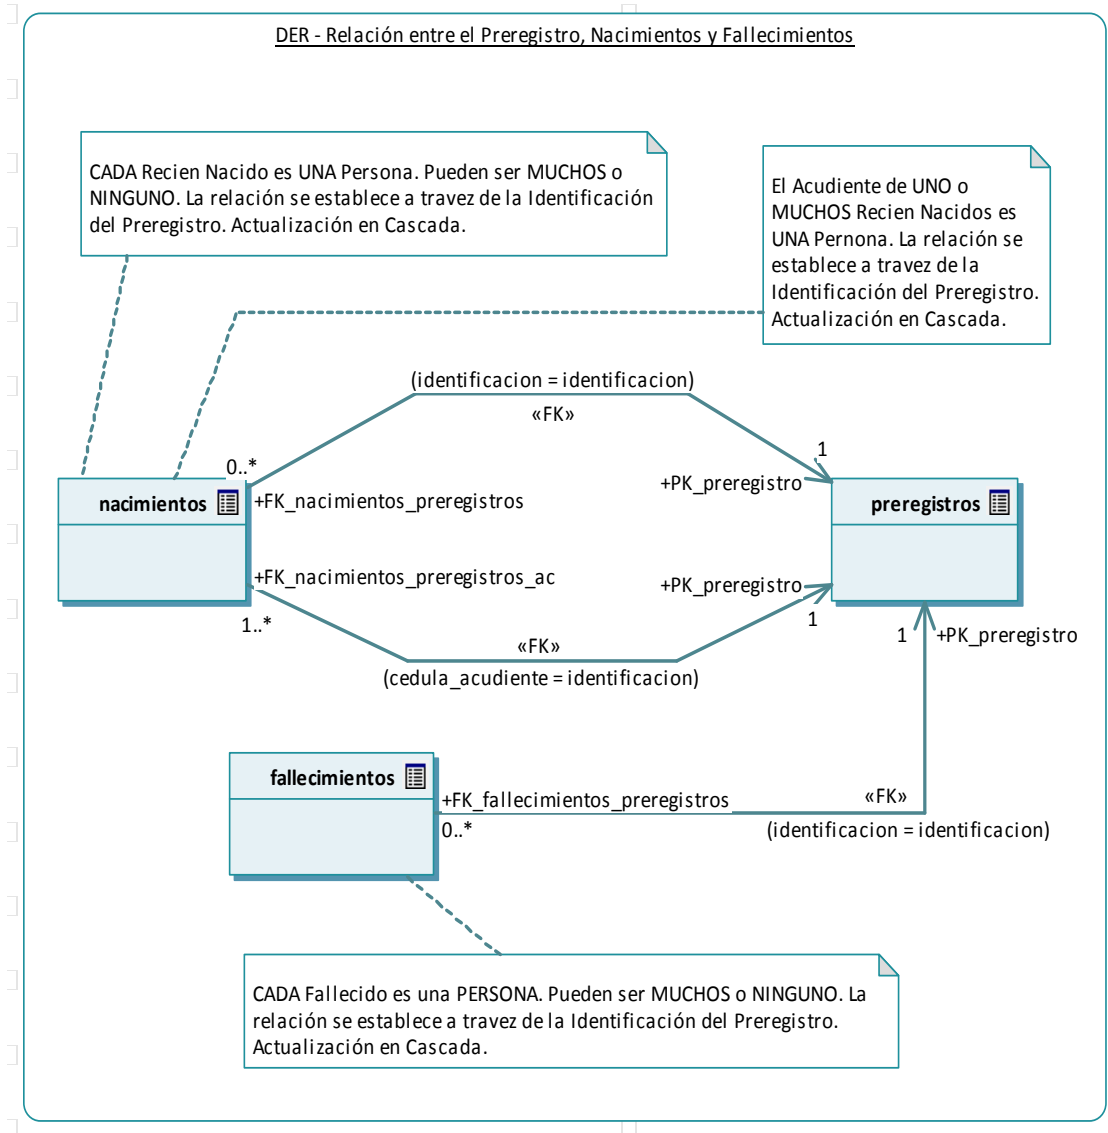 DER - Relación entre el Preregistro, Nacimientos y Fallecimientos
CADA Recien Nacido es UNA Persona. Pueden ser MUCHOS o
NINGUNO. La relación se establece a travez de la Identificación
del Preregistro. Actualización en Cascada.
El Acudiente de UNO o
MUCHOS Recien Nacidos es
UNA Pernona. La relación se
establece a travez de la
Identificación del Preregistro.
Actualización en Cascada.
(identificacion = identificacion)
«FK»
0..*
1
+FK_nacimientos_preregistros
+PK_preregistro
nacimientos
preregistros
+FK_nacimientos_preregistros_ac
+PK_preregistro
1..*
1
«FK»
(cedula_acudiente = identificacion)
1
+PK_preregistro
fallecimientos
+FK_fallecimientos_preregistros
«FK»
0..*
(identificacion = identificacion)
CADA Fallecido es una PERSONA. Pueden ser MUCHOS o NINGUNO. La
relación se establece a travez de la Identificación del Preregistro.
Actualización en Cascada.